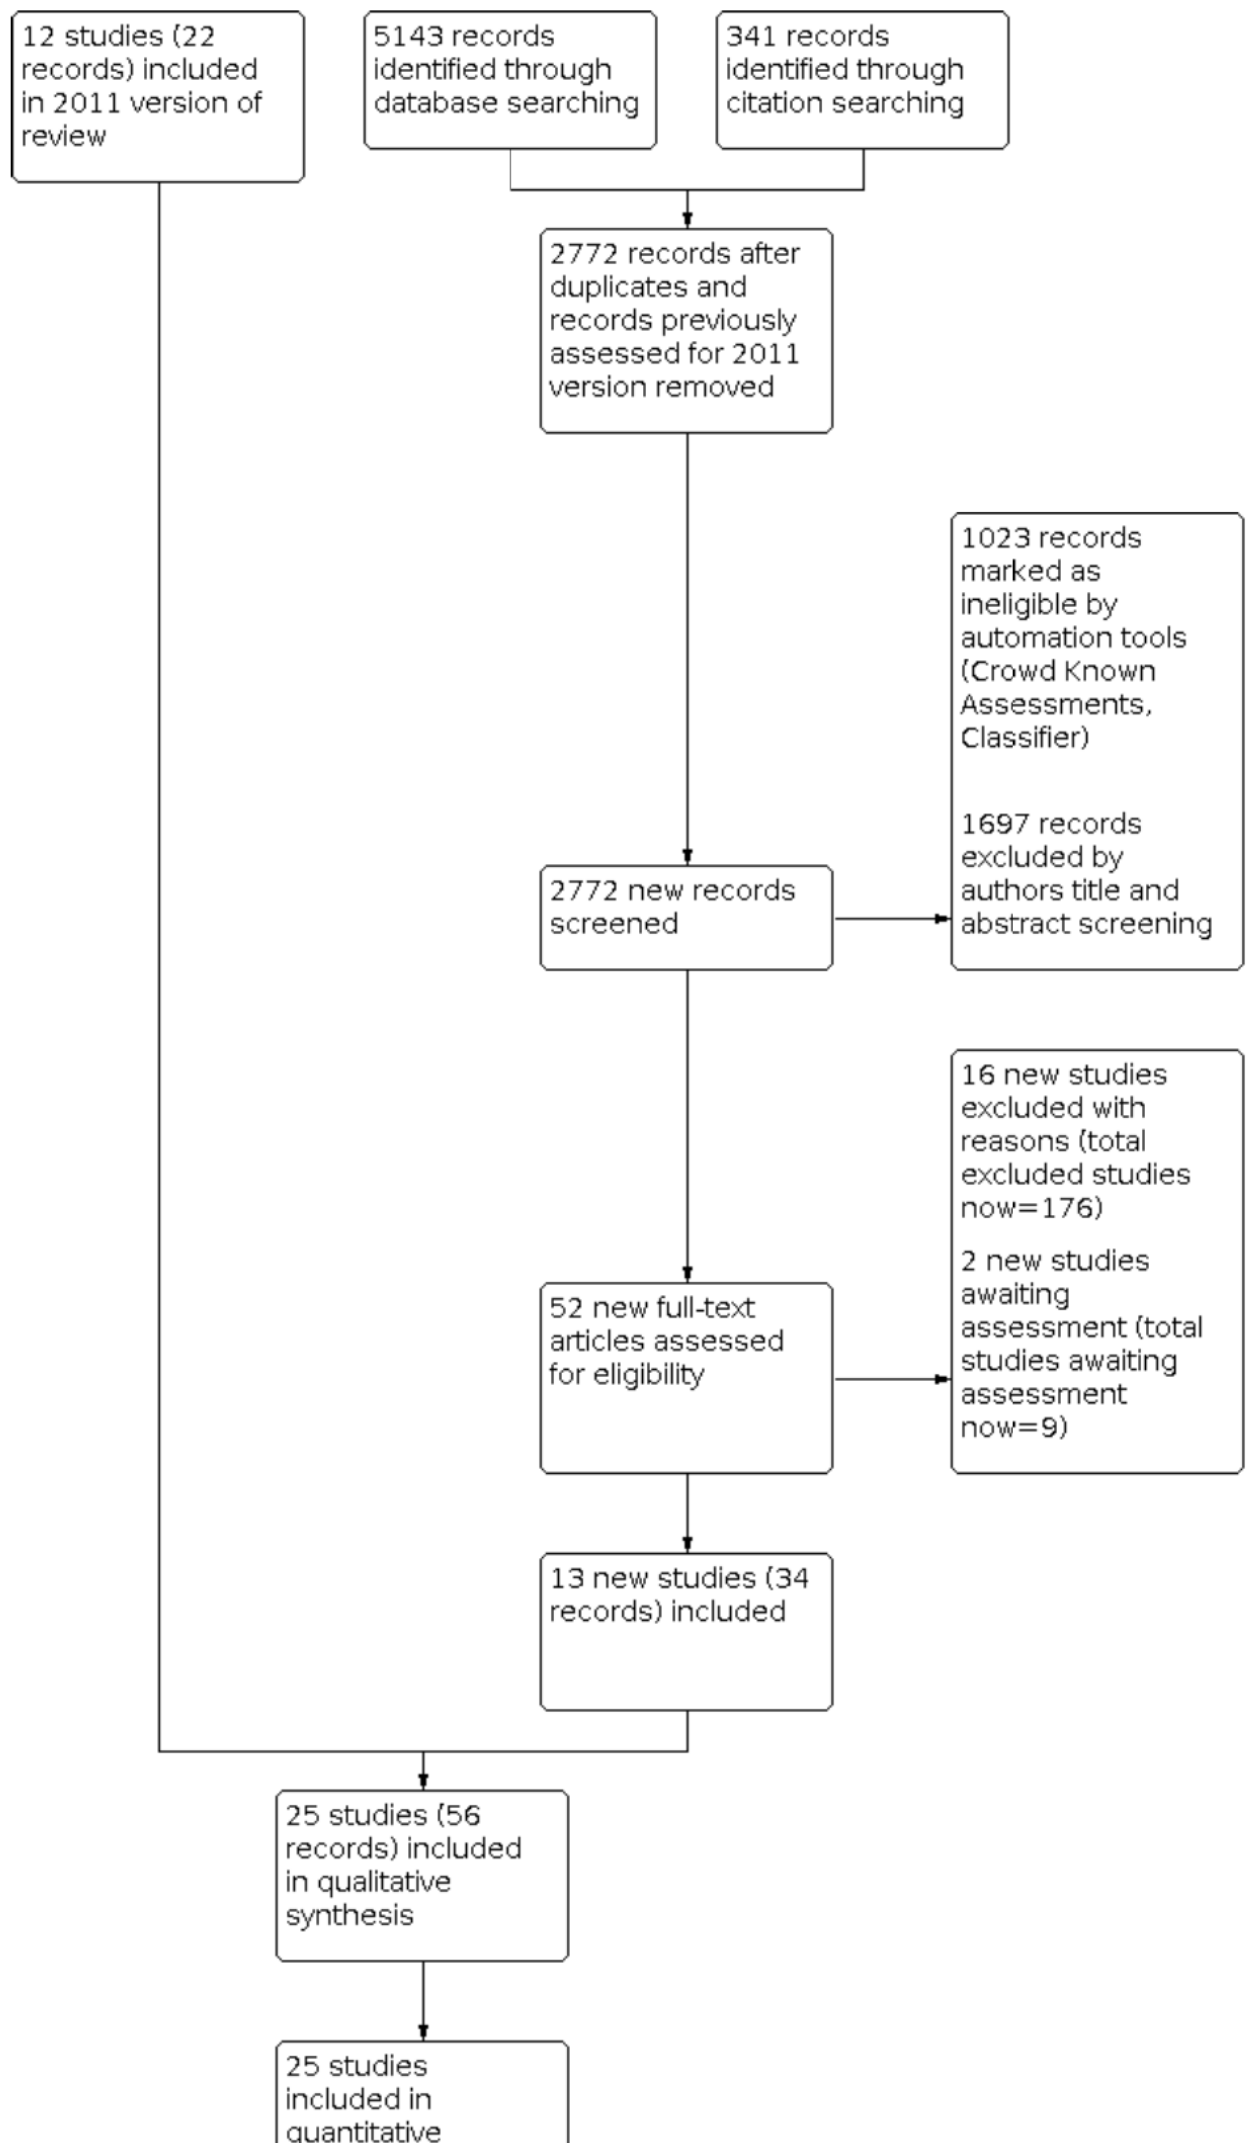 12 studies (22
records) included
in 2011 version of
review
5143 records
identified through
database searching
341 records
identified through
citation searching
2772 records after
duplicates and
records previously
assessed for 2011
version removed
1023 records
marked as
ineligible by
automation tools
(Crowd Known
Assessments,
Classifier)
1697 records
excluded by
authors title and
abstract screening
2772 new records
screened
16 new studies
excluded with
reasons (total
excluded studies
now=176)
2 new studies
awaiting
assessment (total
studies awaiting
assessment
now=9)
52 new full-text
articles assessed
for eligibility
13 new studies (34
records) included
25 studies (56
records) included
in qualitative
synthesis
25 studies
included in
quantitative